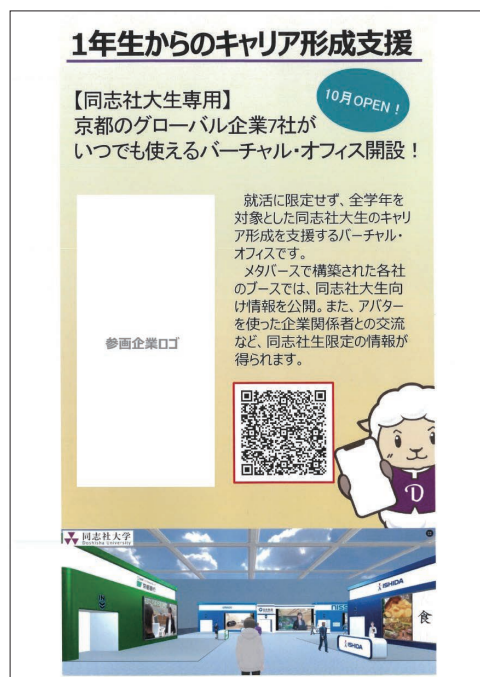 1年生からのキャリア形成支援
10月OPEN！
【同志社大生専用】
京都のグローバル企業7社が
いつでも使えるバーチャル・オフィス開設！
就活に限定せず、全学年を
対象とした同志社大生のキャリ
ア形成を支援するバーチャル・
オフィスです。
メタバースで構築された各社
のブースでは、同志社大生向
け情報を公開。また、アバター
を使った企業関係者との交流
など、同志社生限定の情報が
得られます。
参画企業ロゴ
D
同志社大学
Doshisha University
ISHIDA
食
ISHIDA